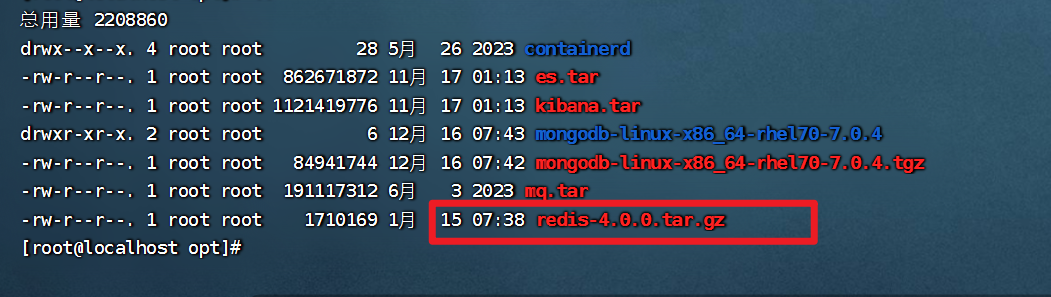 总用量 2208860
drwx--x--x. 4 root root 28 5月 26 2023 containerd
-rw-r--r--. 1 root root 862671872 11月 17 01:13 es.tar
-rw-r--r--. 1 root root 1121419776 11月 17 01:13 kibana.tar
drwxr-xr-x. 2 root root 6 12月 16 07:43 mongodb-linux-x86_64-rhel70-7.0.4
-rw-r--r--. 1 root root 84941744 12月 16 07:42 mongodb-linux-x86_64-rhel70-7.0.4.tgz
-rw-r--r--. 1 root root 191117312 6月 3 2023 mq.tar
-rw-r--r--. 1 root root 1710169 1月 15 07:38 redis-4.0.0.tar.gz
[root@localhost opt]#